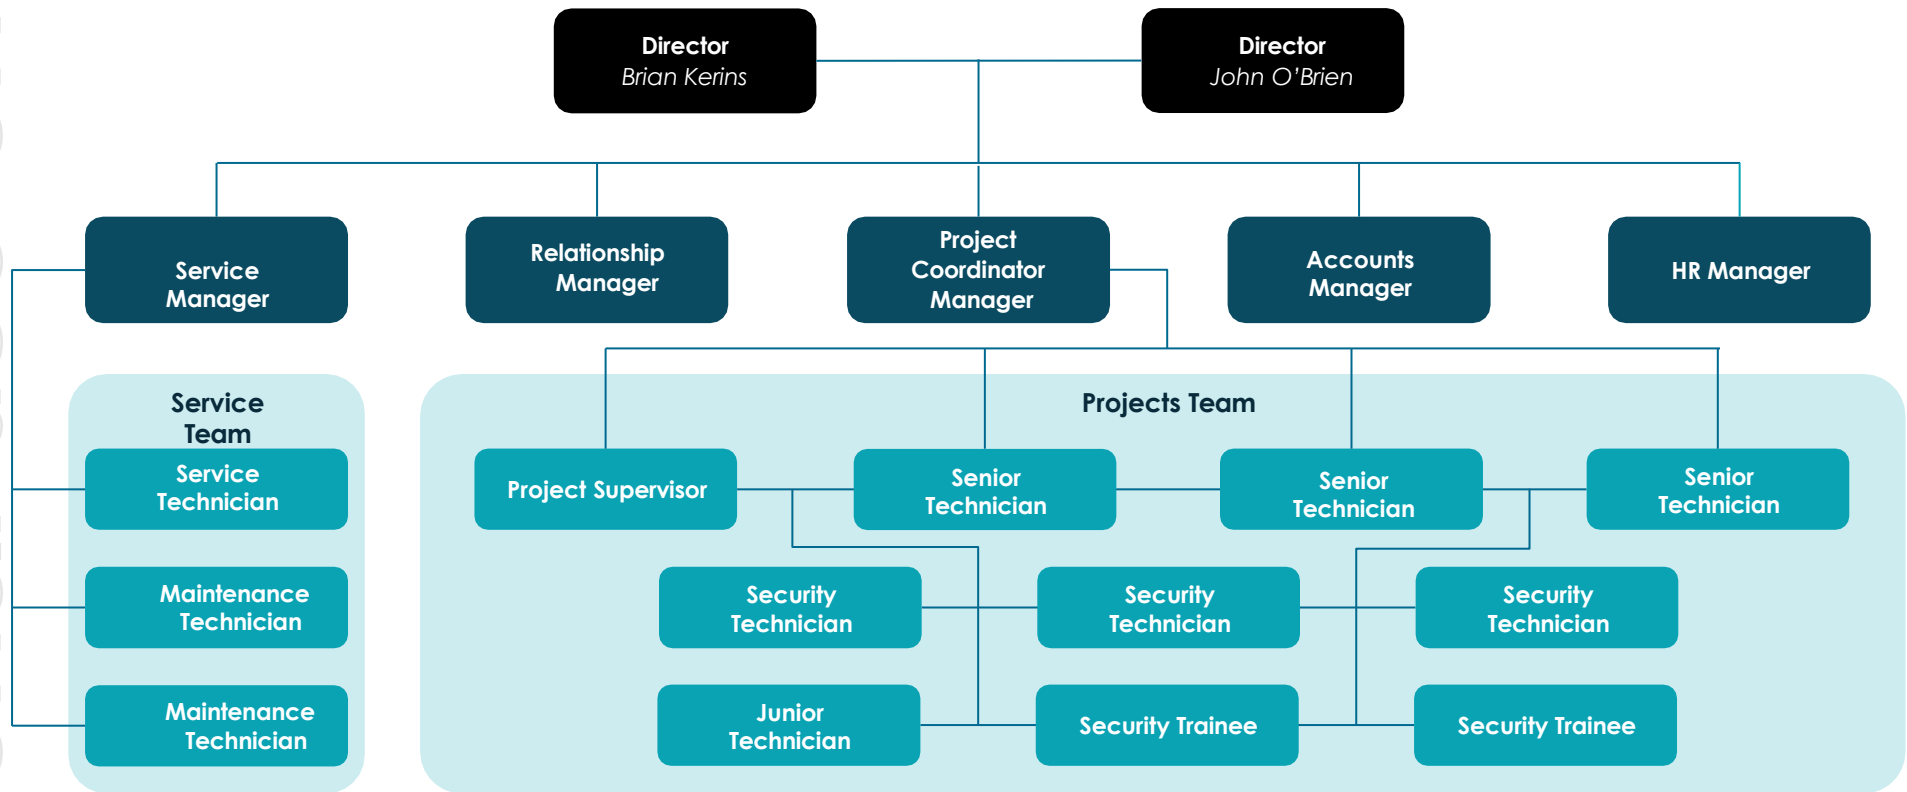 Director
Brian Kerins
Director
John O'Brien
Service
Manager
Relationship
Manager
Project
Coordinator
Manager
Accounts
Manager
HR Manager
Service
Team
Service
Technician
Maintenance
Technician
Maintenance
Technician
Projects Team
Project Supervisor
Senior
Technician
Senior
Technician
Senior
Technician
Security
Technician
Security
Technician
Security
Technician
Junior
Technician
Security Trainee
Security Trainee